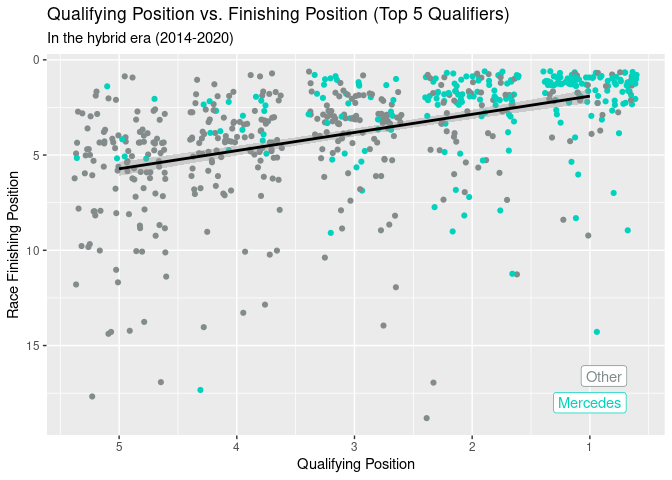 Qualifying Position vs. Finishing Position (Top 5 Qualifiers)
In the hybrid era (2014-2020)
0
5
10
15
Race Finishing Position
Other
Mercedes
5 4 3 2 1
Qualifying Position